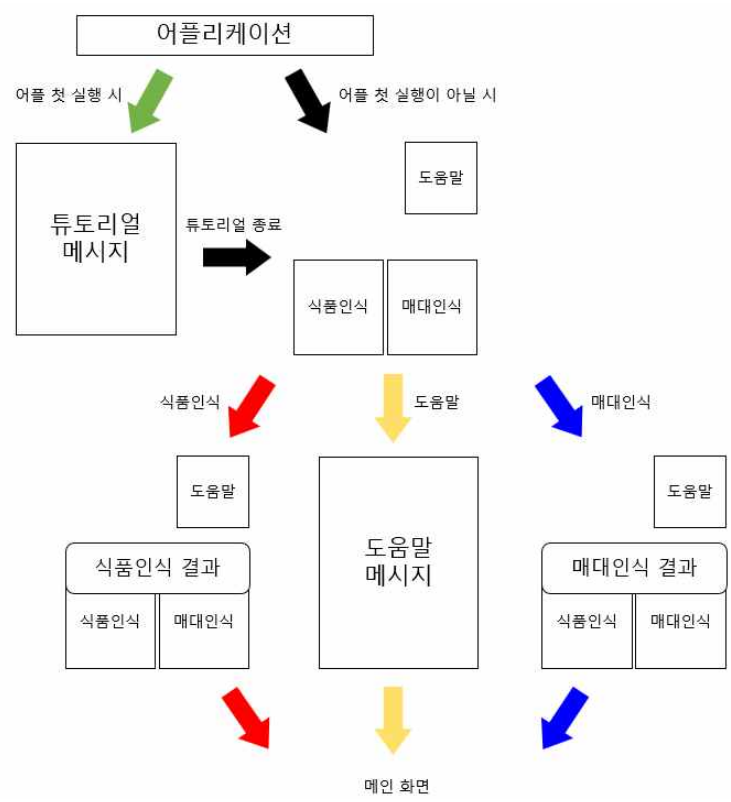 어플리케이션
어플 첫 실행 시
어플 첫 실행이 아닐 시
도움말
튜토리얼
메시지
튜토리얼 종료
식품인식
매대인식
식품인식
도움말
매대인식
도움말
식품인식 결과
식품인식
매대인식
도움말
메시지
도움말
매대인식 결과
식품인식
매대인식
메인 화면